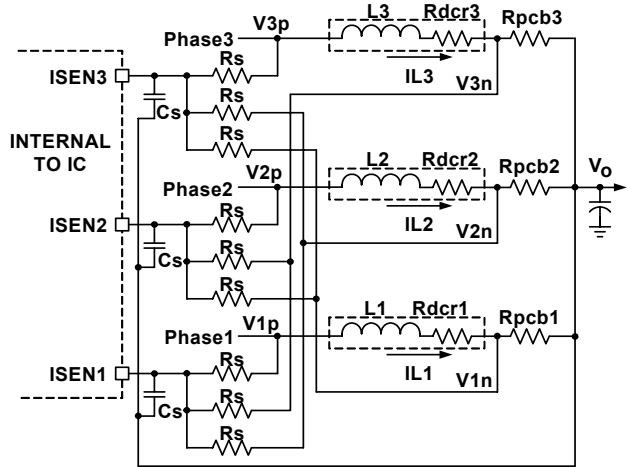 L3 Rdcr3 Rpcb3
V3p
Phase3
ISEN3
Rs
IL3
V3n
Cs
Rs
Rs
INTERNAL
TO IC
L2 Rdcr2 Rpcb2
V2p
Phase2
Vo
ISEN2
Rs
IL2
V2n
Cs
Rs
Rs
L1 Rdcr1 Rpcb1
V1p
Phase1
ISEN1
Rs
IL1
V1n
Cs
Rs
Rs